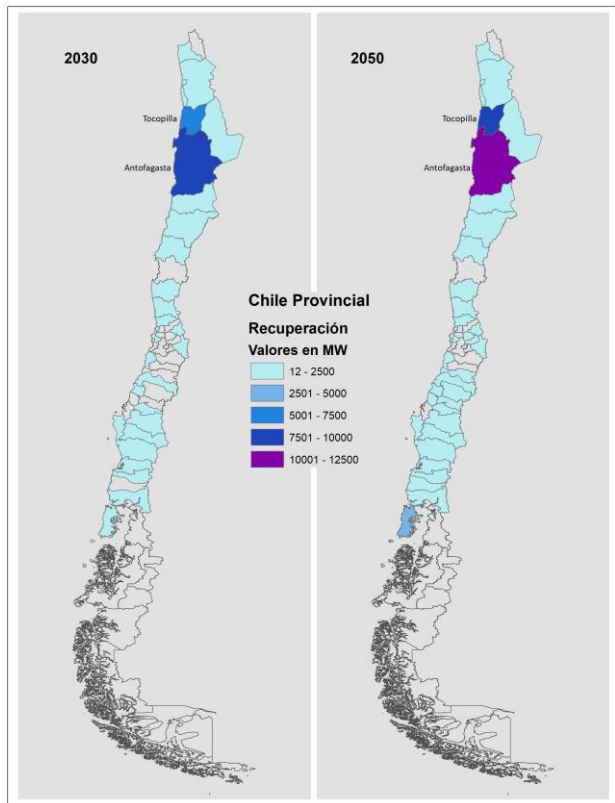 2030
Tocopilla
Antofagasta
2050
Tocopilla
Antofagasta
Chile Provincial
Recuperación
Valores en MW
12 - 2500
2501 - 5000
5001 - 7500
7501 - 10000
10001 - 12500